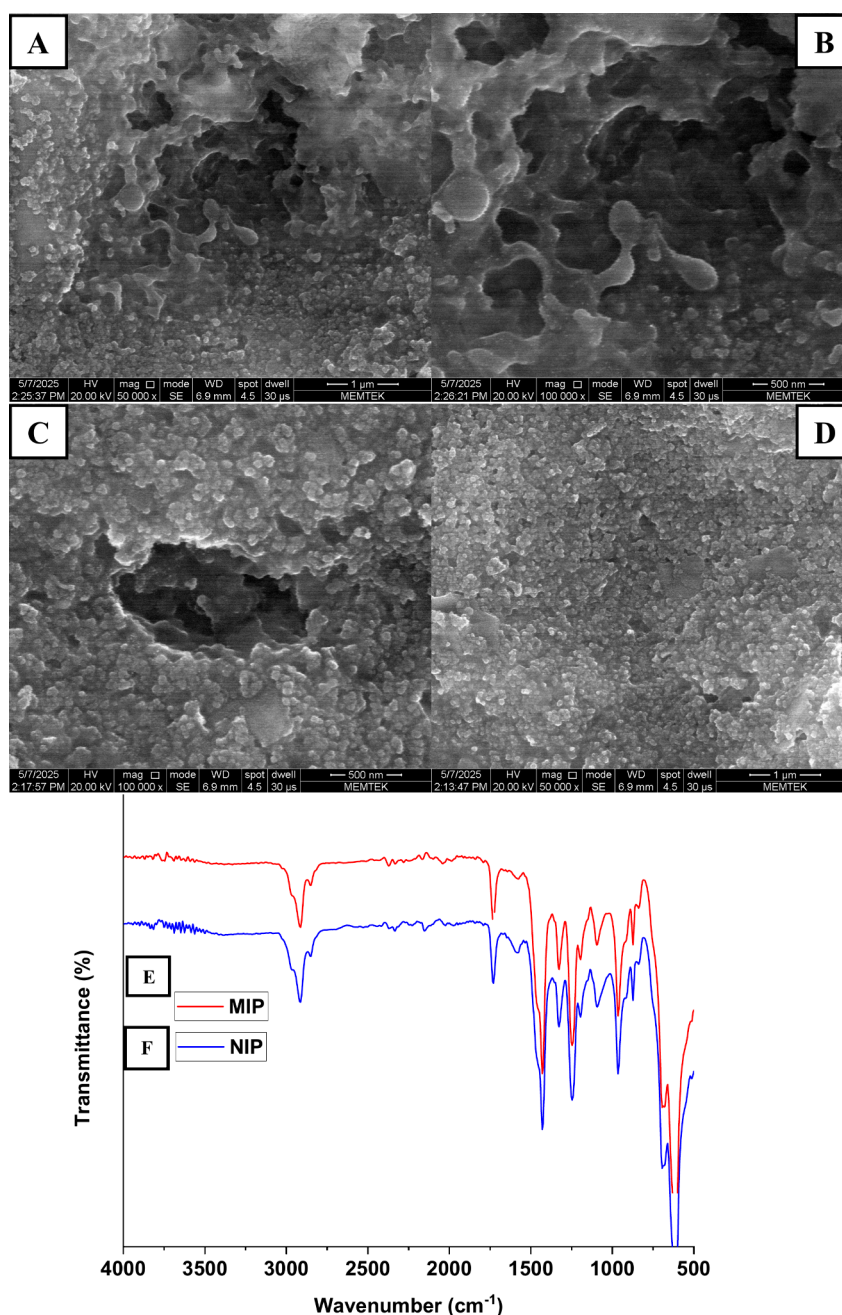 A
B
5/7/2025 HV mag □ mode WD spot dwell 1 µm
2:25:37 PM 20.00 kV 50 000 x SE 6.9 mm 4.5 30 µs MEMTEK
5/7/2025 HV mag □ mode WD spot dwell 500 nm
2:26:21 PM 20.00 kV 100 000 x SE 6.9 mm 4.5 30 µs MEMTEK
C
D
5/7/2025 HV mag □ mode WD spot dwell 500 nm
2:17:57 PM 20.00 kV 100 000 x SE 6.9 mm 4.5 30 µs MEMTEK
5/7/2025 HV mag □ mode WD spot dwell 1 µm
2:13:47 PM 20.00 kV 50 000 x SE 6.9 mm 4.5 30 µs MEMTEK
Transmittance (%)
E
MIP
F
NIP
4000 3500 3000 2500 2000 1500 1000 500
Wavenumber (cm⁻¹)